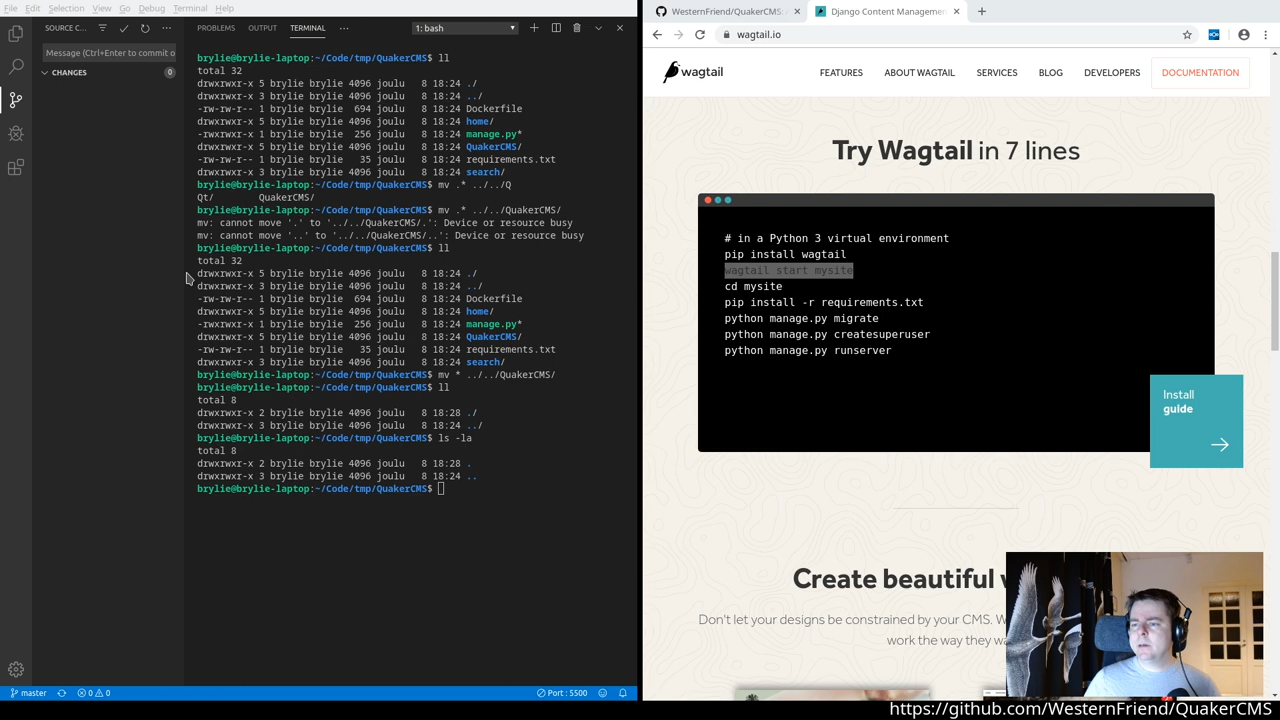 File Edit Selection View Go Debug Terminal Help
SOURCE C...
Message (Ctrl+Enter to commit o
CHANGES 0
PROBLEMS OUTPUT TERMINAL ... 1: bash
brylie@brylie-laptop:~/Code/tmp/QuakerCMS$ ll
total 32
drwxrwxr-x 5 brylie brylie 4096 joulu   8 18:24 ./
drwxrwxr-x 3 brylie brylie 4096 joulu   8 18:24 ../
-rw-rw-r-- 1 brylie brylie  694 joulu   8 18:24 Dockerfile
drwxrwxr-x 5 brylie brylie 4096 joulu   8 18:24 home/
-rwxrwxr-x 1 brylie brylie  256 joulu   8 18:24 manage.py*
drwxrwxr-x 5 brylie brylie 4096 joulu   8 18:24 QuakerCMS/
-rw-rw-r-- 1 brylie brylie   35 joulu   8 18:24 requirements.txt
drwxrwxr-x 3 brylie brylie 4096 joulu   8 18:24 search/
brylie@brylie-laptop:~/Code/tmp/QuakerCMS$ mv .* ../../Q
Qt/        QuakerCMS/
brylie@brylie-laptop:~/Code/tmp/QuakerCMS$ mv .* ../../QuakerCMS/
mv: cannot move '.' to '../../QuakerCMS/.': Device or resource busy
mv: cannot move '..' to '../../QuakerCMS/..': Device or resource busy
brylie@brylie-laptop:~/Code/tmp/QuakerCMS$ ll
total 32
drwxrwxr-x 5 brylie brylie 4096 joulu   8 18:24 ./
drwxrwxr-x 3 brylie brylie 4096 joulu   8 18:24 ../
-rw-rw-r-- 1 brylie brylie  694 joulu   8 18:24 Dockerfile
drwxrwxr-x 5 brylie brylie 4096 joulu   8 18:24 home/
-rwxrwxr-x 1 brylie brylie  256 joulu   8 18:24 manage.py*
drwxrwxr-x 5 brylie brylie 4096 joulu   8 18:24 QuakerCMS/
-rw-rw-r-- 1 brylie brylie   35 joulu   8 18:24 requirements.txt
drwxrwxr-x 3 brylie brylie 4096 joulu   8 18:24 search/
brylie@brylie-laptop:~/Code/tmp/QuakerCMS$ mv * ../../QuakerCMS/
brylie@brylie-laptop:~/Code/tmp/QuakerCMS$ ll
total 8
drwxrwxr-x 2 brylie brylie 4096 joulu   8 18:28 ./
drwxrwxr-x 3 brylie brylie 4096 joulu   8 18:24 ../
brylie@brylie-laptop:~/Code/tmp/QuakerCMS$ ls -la
total 8
drwxrwxr-x 2 brylie brylie 4096 joulu   8 18:28 .
drwxrwxr-x 3 brylie brylie 4096 joulu   8 18:24 ..
brylie@brylie-laptop:~/Code/tmp/QuakerCMS$
master 0 0 Port : 5500
WesternFriend/QuakerCMS: Django Content Managemen
wagtail.io
wagtail FEATURES ABOUT WAGTAIL SERVICES BLOG DEVELOPERS DOCUMENTATION
Try Wagtail in 7 lines
# in a Python 3 virtual environment
pip install wagtail
wagtail start mysite
cd mysite
pip install -r requirements.txt
python manage.py migrate
python manage.py createsuperuser
python manage.py runserver
Install
guide
Create beautiful
Don't let your designs be constrained by your CMS.
work the way they wa
https://github.com/WesternFriend/QuakerCMS